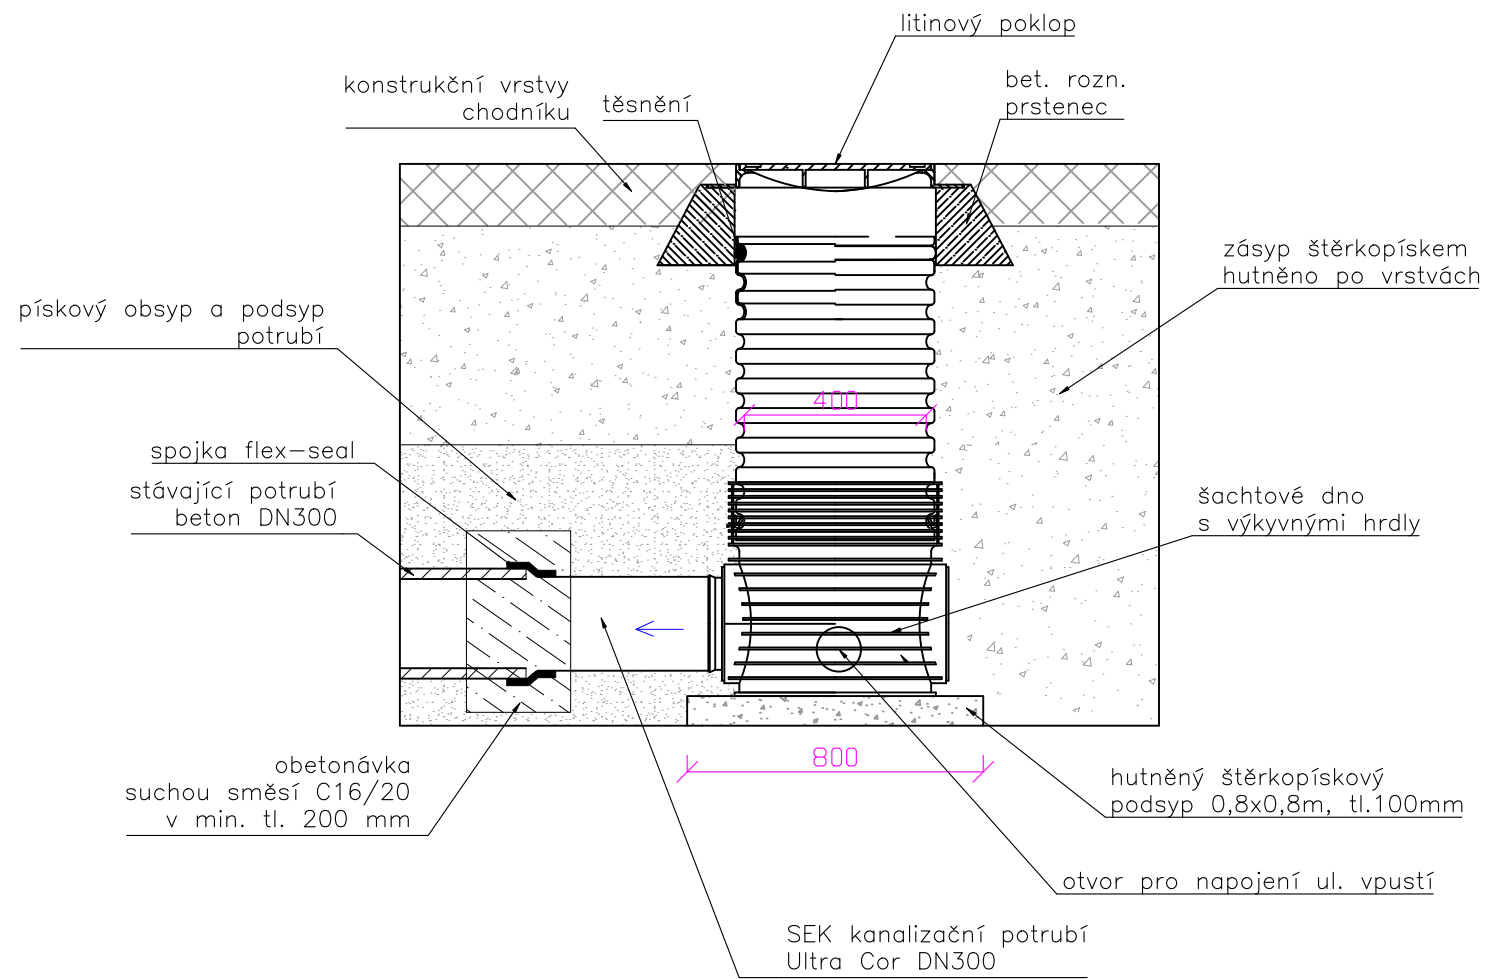 litinový poklop
konstrukční vrstvy
chodníku
těsnění
bet. rozn.
prstenec
zásyp štěrkopískem
hutněno po vrstvách
pískový obsyp a podsyp
potrubí
400
spojka flex-seal
stávající potrubí
beton DN300
šachtové dno
s výkyvnými hrdly
800
obetonávka
suchou směsí C16/20
v min. tl. 200 mm
hutněný štěrkopískový
podsyp 0,8x0,8m, tl.100mm
otvor pro napojení ul. vpustí
SEK kanalizační potrubí
Ultra Cor DN300